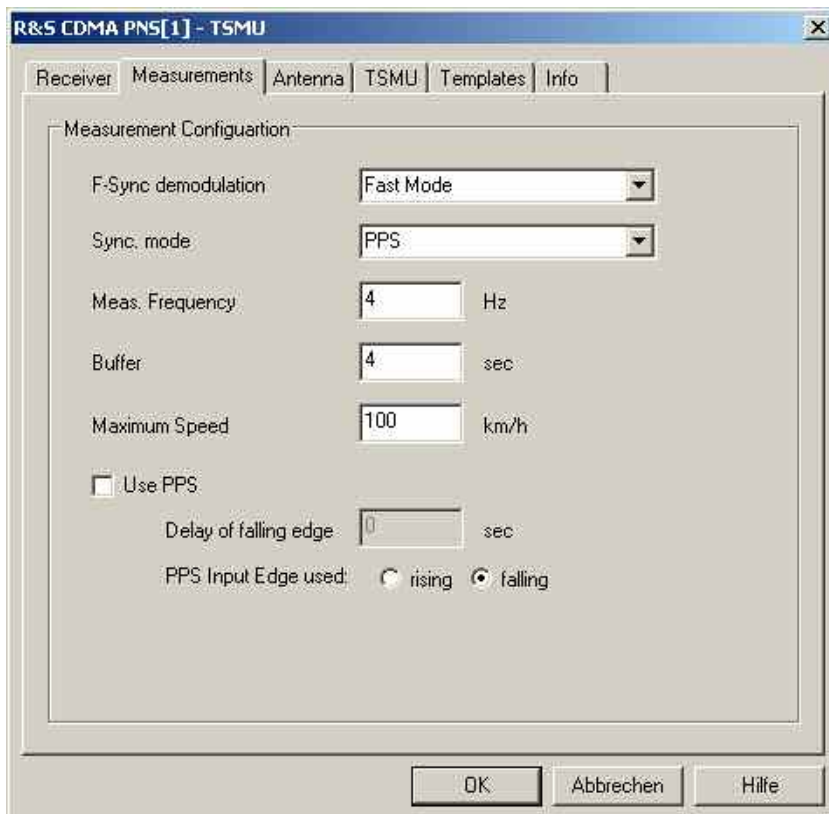 R&S CDMA PNS[1] - TSMU
Receiver Measurements Antenna TSMU Templates Info
Measurement Configuartion
F-Sync demodulation Fast Mode
Sync. mode PPS
Meas. Frequency 4 Hz
Buffer 4 sec
Maximum Speed 100 km/h
Use PPS
Delay of falling edge 0 sec
PPS Input Edge used: rising falling
OK Abbrechen Hilfe